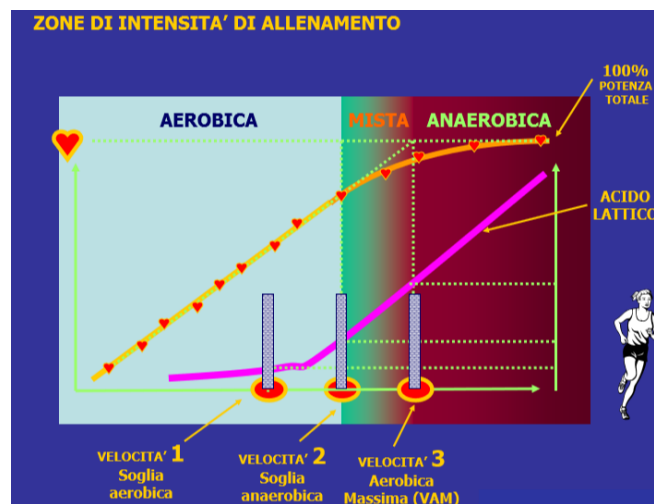 ZONE DI INTENSITA' DI ALLENAMENTO
100%
POTENZA
TOTALE
AEROBICA
MISTA
ANAEROBICA
ACIDO
LATTICO
VELOCITA' 1
Soglia
aerobica
VELOCITA' 2
Soglia
anaerobica
VELOCITA' 3
Aerobica
Massima (VAM)